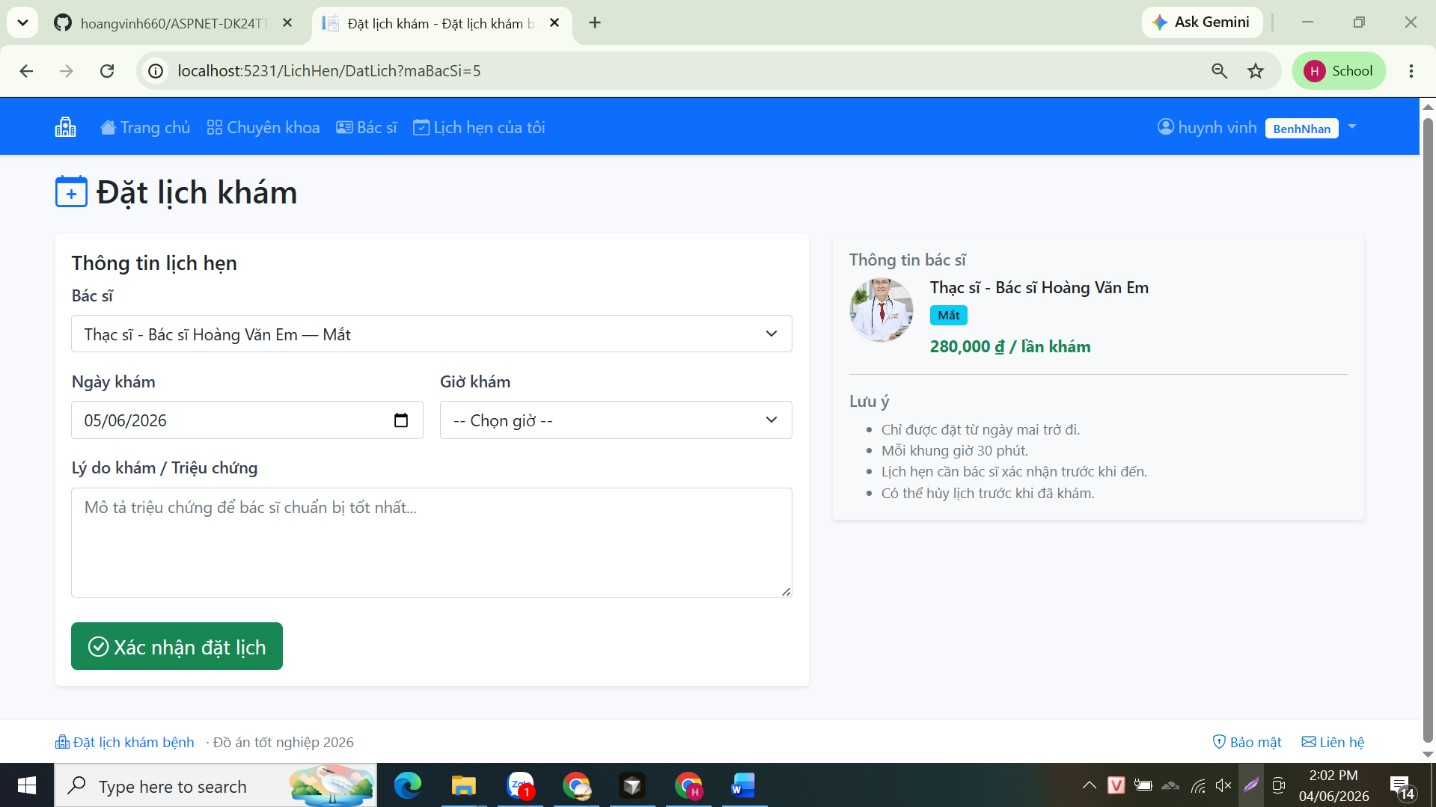 hoangvinh660/ASPNET-DK24TT
Đặt lịch khám - Đặt lịch khám b
Ask Gemini
localhost:5231/LichHen/DatLich?maBacSi=5
H School
Trang chủ Chuyên khoa Bác sĩ Lịch hẹn của tôi
huynh vinh BenhNhan
Đặt lịch khám
Thông tin lịch hẹn
Bác sĩ
Thạc sĩ - Bác sĩ Hoàng Văn Em — Mắt
Ngày khám Giờ khám
05/06/2026 -- Chọn giờ --
Lý do khám / Triệu chứng
Mô tả triệu chứng để bác sĩ chuẩn bị tốt nhất...
Xác nhận đặt lịch
Thông tin bác sĩ
Thạc sĩ - Bác sĩ Hoàng Văn Em
Mắt
280,000 ₫ / lần khám
Lưu ý
Chỉ được đặt từ ngày mai trở đi.
Mỗi khung giờ 30 phút.
Lịch hẹn cần bác sĩ xác nhận trước khi đến.
Có thể hủy lịch trước khi đã khám.
Đặt lịch khám bệnh · Đồ án tốt nghiệp 2026
Bảo mật Liên hệ
Type here to search
Zalo 1
H
W
V
2:02 PM
04/06/2026
14